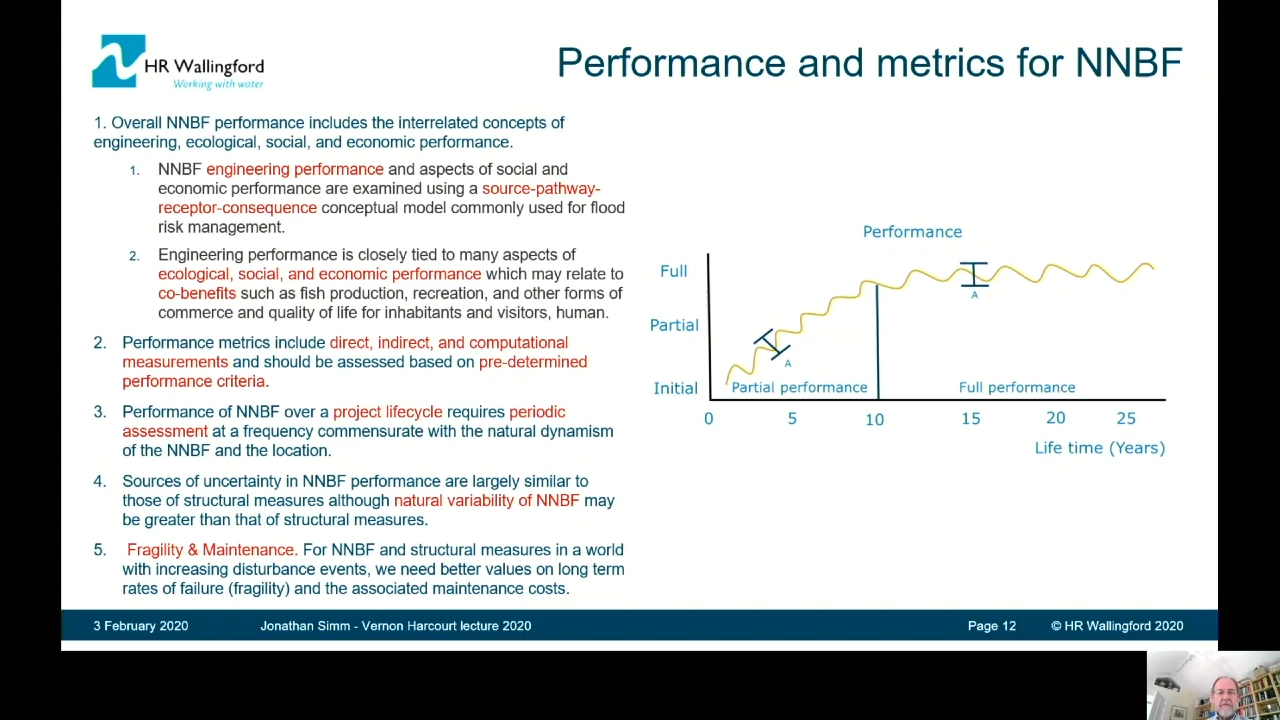 HR Wallingford
Working with water
Performance and metrics for NNBF
1. Overall NNBF performance includes the interrelated concepts of
engineering, ecological, social, and economic performance.
1. NNBF engineering performance and aspects of social and
economic performance are examined using a source-pathway-
receptor-consequence conceptual model commonly used for flood
risk management.
2. Engineering performance is closely tied to many aspects of
ecological, social, and economic performance which may relate to
co-benefits such as fish production, recreation, and other forms of
commerce and quality of life for inhabitants and visitors, human.
2. Performance metrics include direct, indirect, and computational
measurements and should be assessed based on pre-determined
performance criteria.
3. Performance of NNBF over a project lifecycle requires periodic
assessment at a frequency commensurate with the natural dynamism
of the NNBF and the location.
4. Sources of uncertainty in NNBF performance are largely similar to
those of structural measures although natural variability of NNBF may
be greater than that of structural measures.
5. Fragility & Maintenance. For NNBF and structural measures in a world
with increasing disturbance events, we need better values on long term
rates of failure (fragility) and the associated maintenance costs.
Performance
Full
A
Partial
A
Initial
Partial performance
Full performance
0 5 10 15 20 25
Life time (Years)
3 February 2020
Jonathan Simm - Vernon Harcourt lecture 2020
Page 12
© HR Wallingford 2020